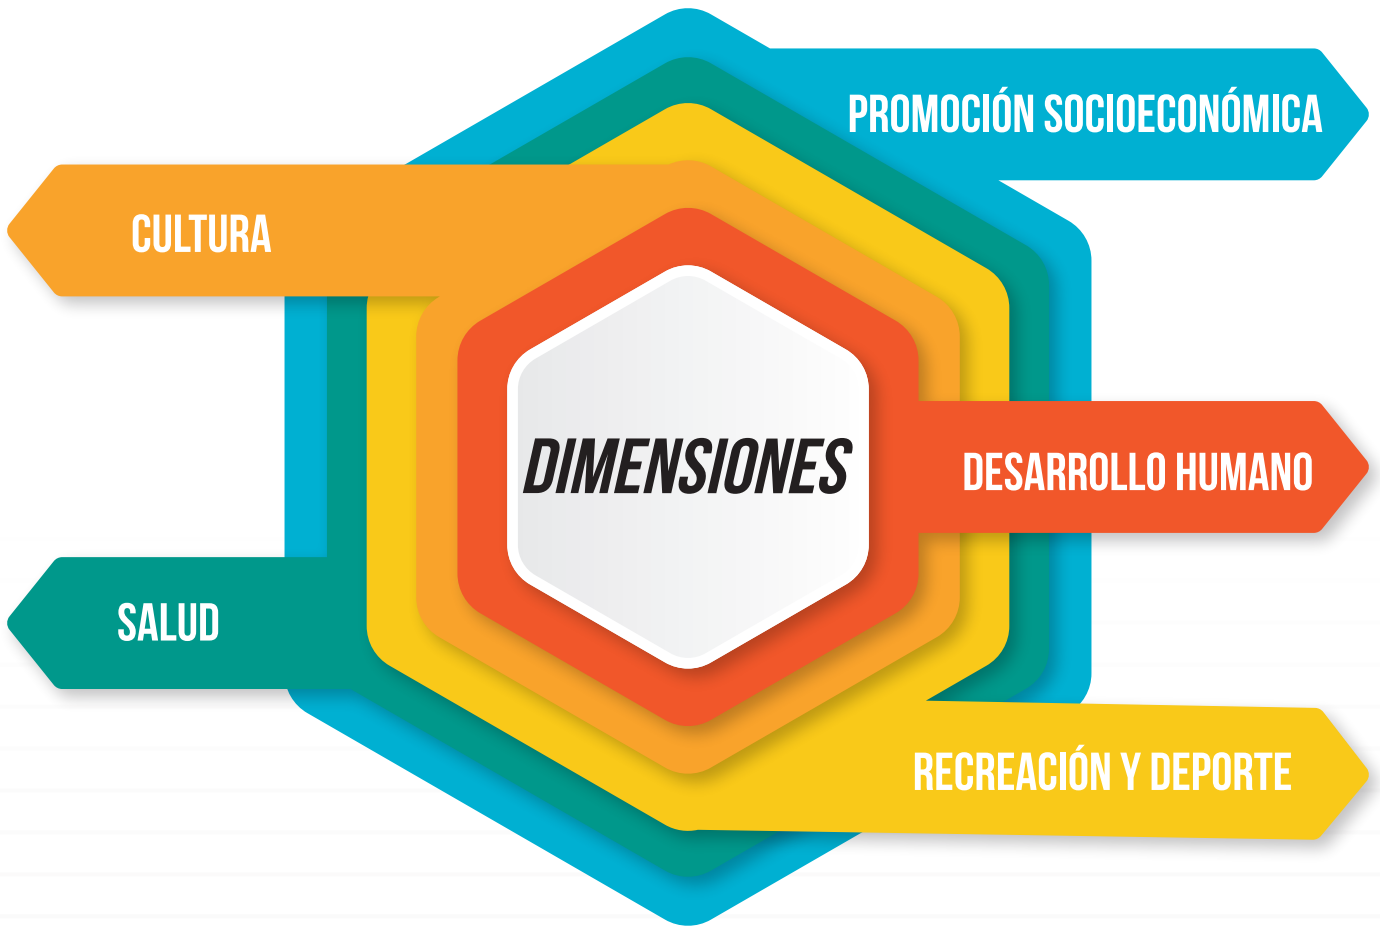 PROMOCIÓN SOCIOECONÓMICA
CULTURA
DIMENSIONES
DESARROLLO HUMANO
SALUD
RECREACIÓN Y DEPORTE